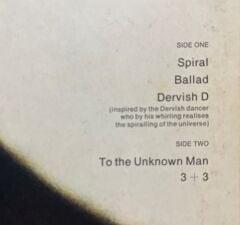 SIDE ONE
Spiral
Ballad
Dervish D
(inspired by the Dervish dancer
who by his whirling realises
the spiralling of the universe)
SIDE TWO
To the Unknown Man
3 + 3